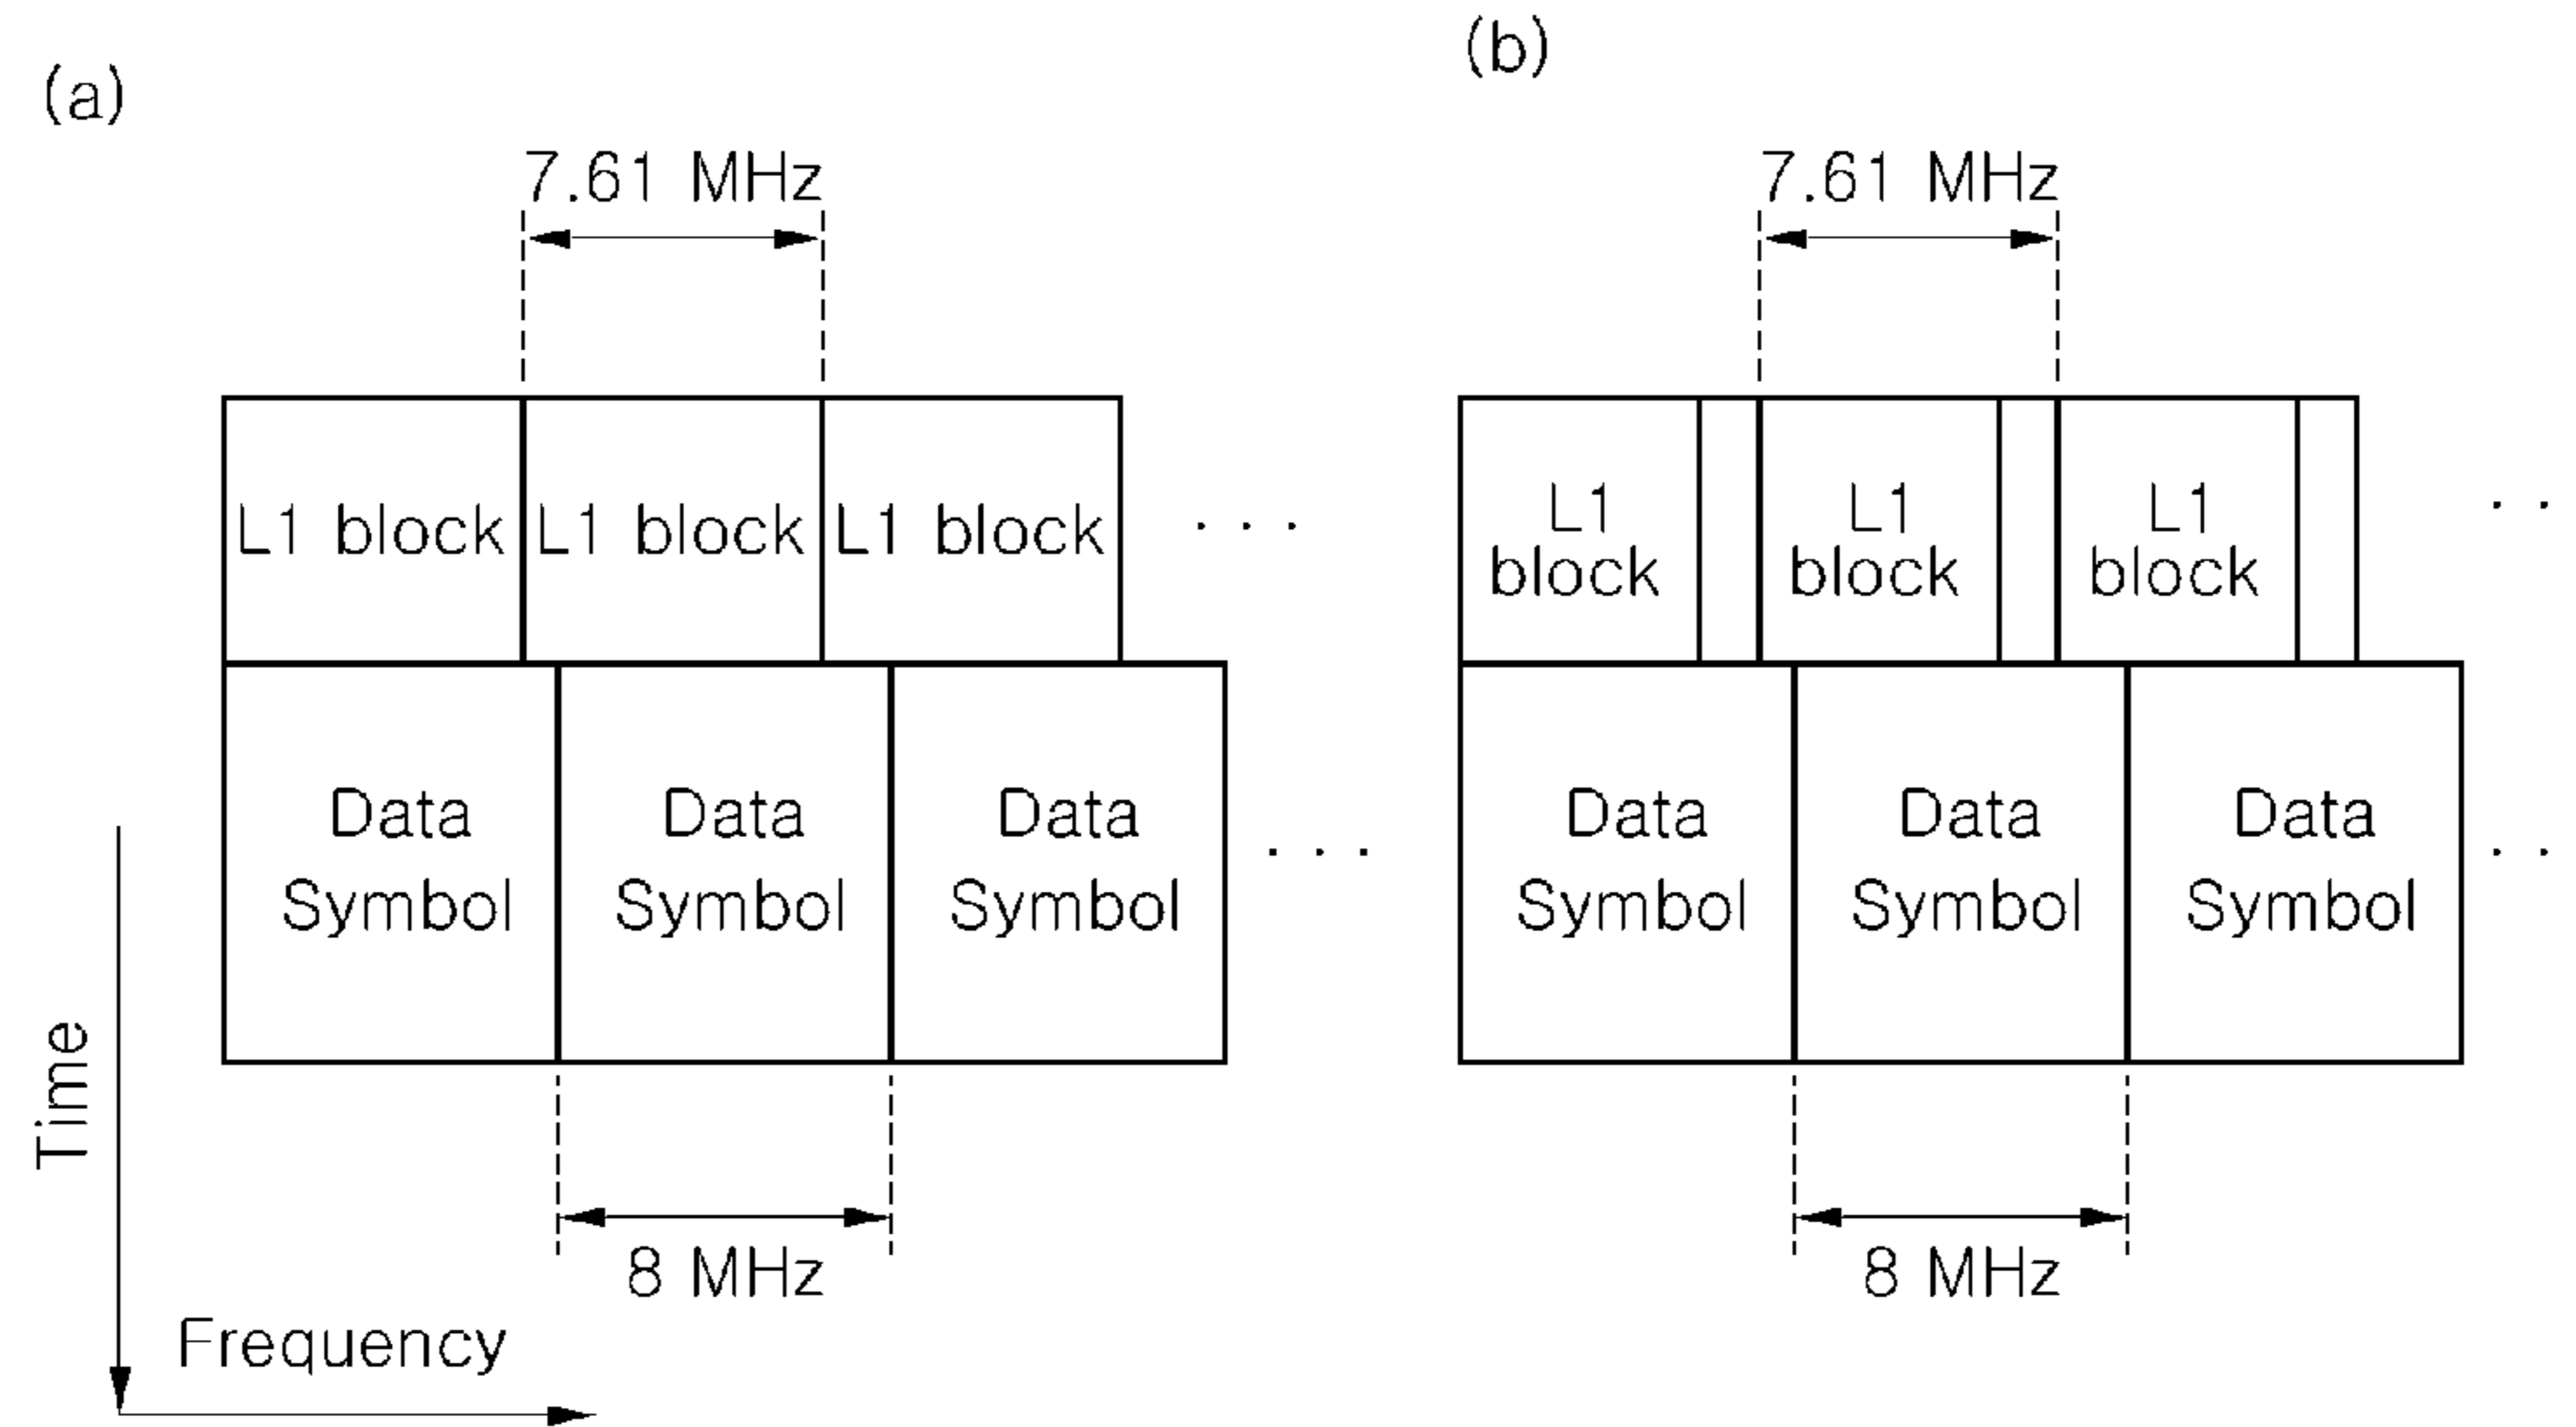 (a)
7.61 MHz
L1 block L1 block L1 block . . .
Data Symbol
Data Symbol
Data Symbol
. . .
8 MHz
Time
Frequency
(b)
7.61 MHz
L1
block
L1
block
L1
block
. .
Data
Symbol
Data
Symbol
Data
Symbol
. .
8 MHz